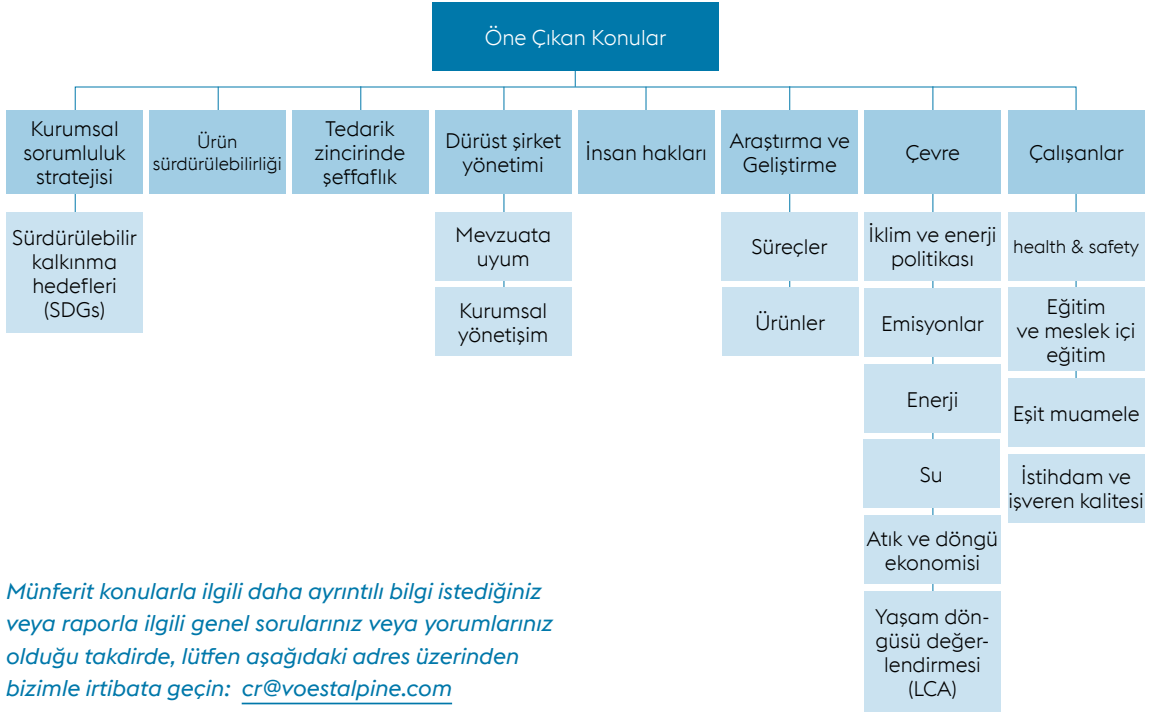 Öne Çıkan Konular
Kurumsal
sorumluluk
stratejisi
Sürdürülebilir
kalkınma
hedefleri
(SDGs)
Ürün
sürdürülebilirliği
Tedarik
zincirinde
şeffaflık
Dürüst şirket
yönetimi
Mevzuata
uyum
Kurumsal
yönetişim
İnsan hakları
Araştırma ve
Geliştirme
Süreçler
Ürünler
Çevre
İklim ve enerji
politikası
Emisyonlar
Enerji
Su
Atık ve döngü
ekonomisi
Yaşam dön-
güsü değer-
lendirmesi
(LCA)
Çalışanlar
health & safety
Eğitim
ve meslek içi
eğitim
Eşit muamele
İstihdam ve
işveren kalitesi
Münferit konularla ilgili daha ayrıntılı bilgi istediğiniz
veya raporla ilgili genel sorularınız veya yorumlarınız
olduğu takdirde, lütfen aşağıdaki adres üzerinden
bizimle irtibata geçin: cr@voestalpine.com